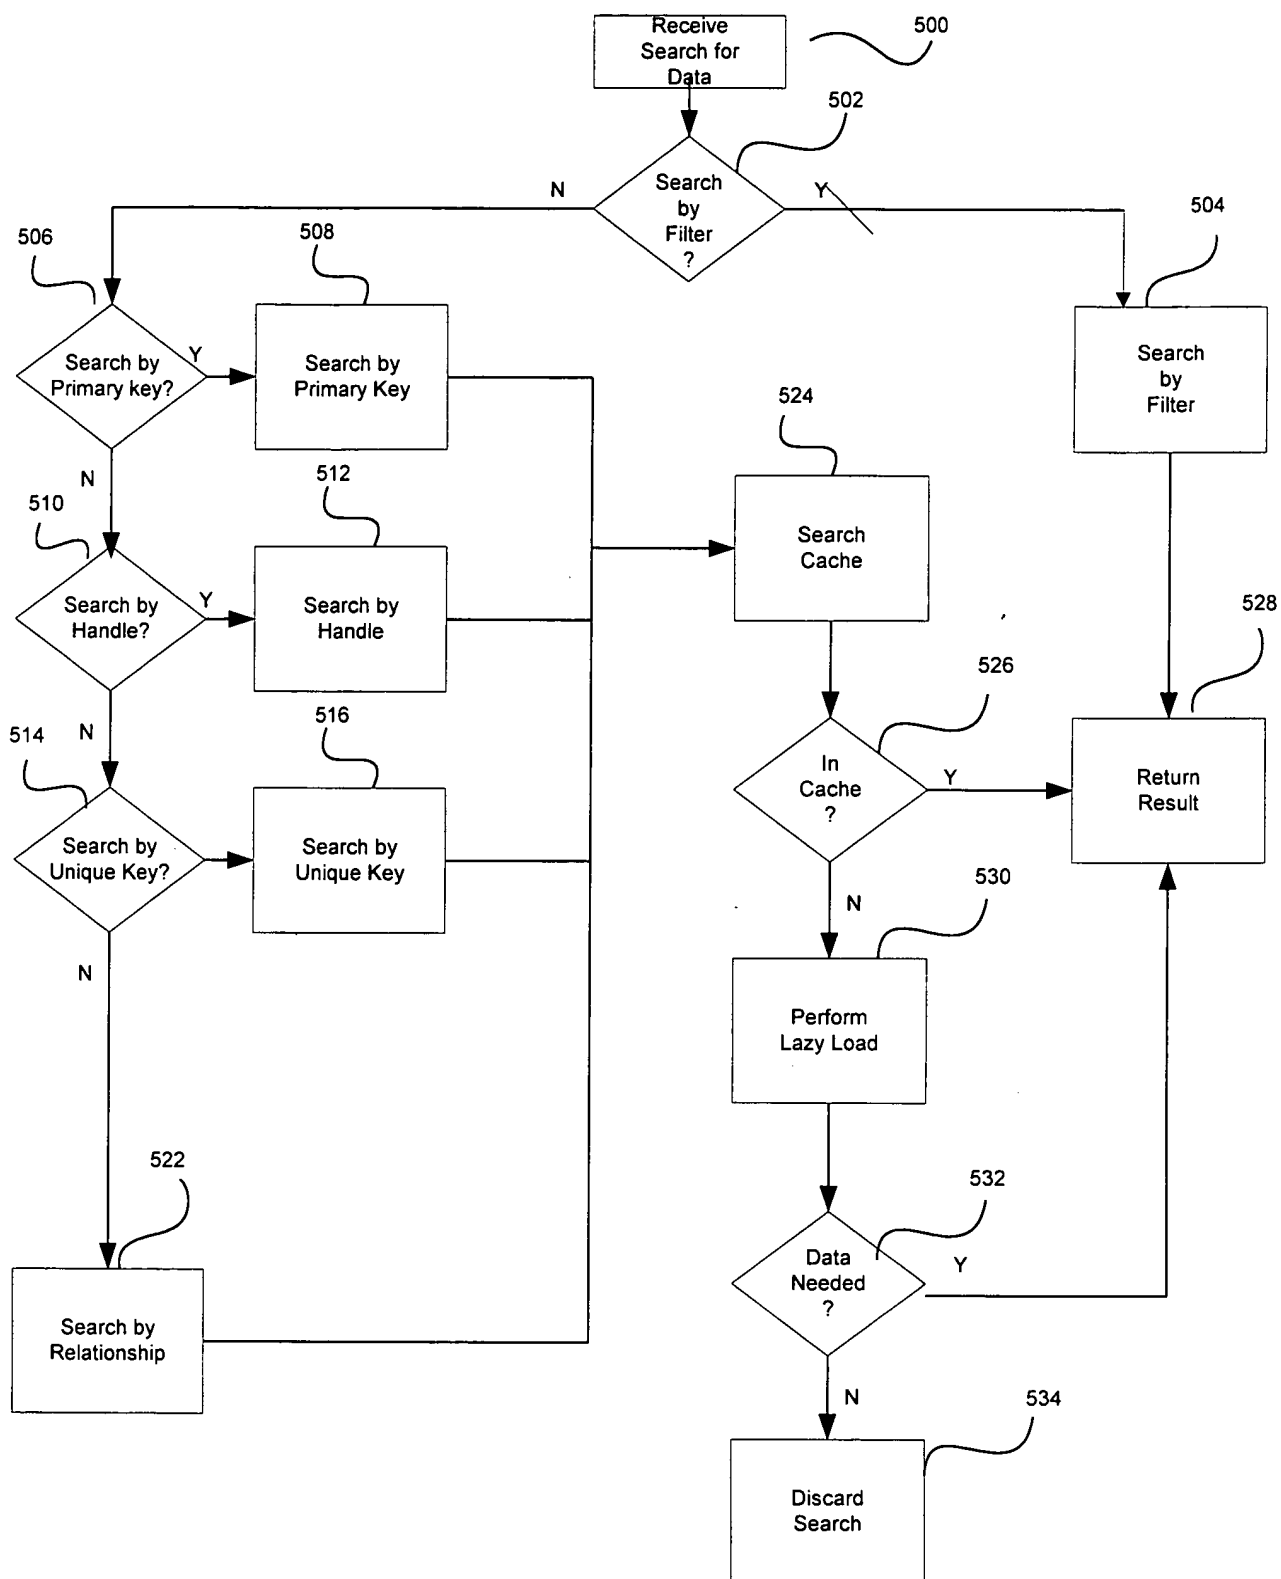 Receive
Search for
Data
500
502
Search
by
Filter
?
N
Y
504
506
508
Search by
Primary key?
Y
Search by
Primary Key
Search
by
Filter
N
524
510
512
Search
Cache
Search by
Handle?
Y
Search by
Handle
528
526
N
514
516
In
Cache
?
Y
Return
Result
Search by
Unique Key?
Search by
Unique Key
530
N
N
Perform
Lazy Load
522
532
Data
Needed
?
Y
Search by
Relationship
N
534
Discard
Search